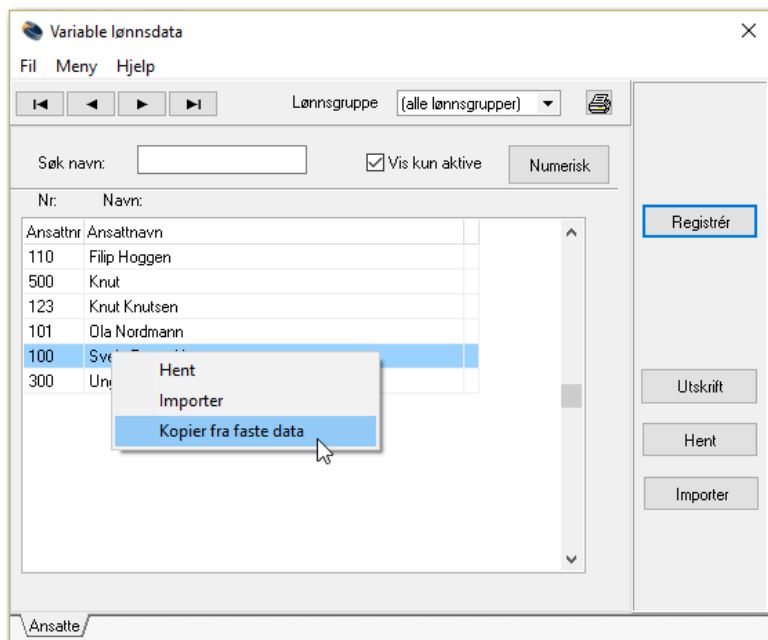 Variable lønnsdata
Fil Meny Hjelp
Lønnsgruppe (alle lønnsgrupper)
Søk navn: Vis kun aktive Numerisk
Nr: Navn:
Registrér
Ansattnr Ansattnavn
110 Filip Hoggen
500 Knut
123 Knut Knutsen
101 Ola Nordmann
100
300
Hent
Importer
Kopier fra faste data
Utskrift
Hent
Importer
Ansatte